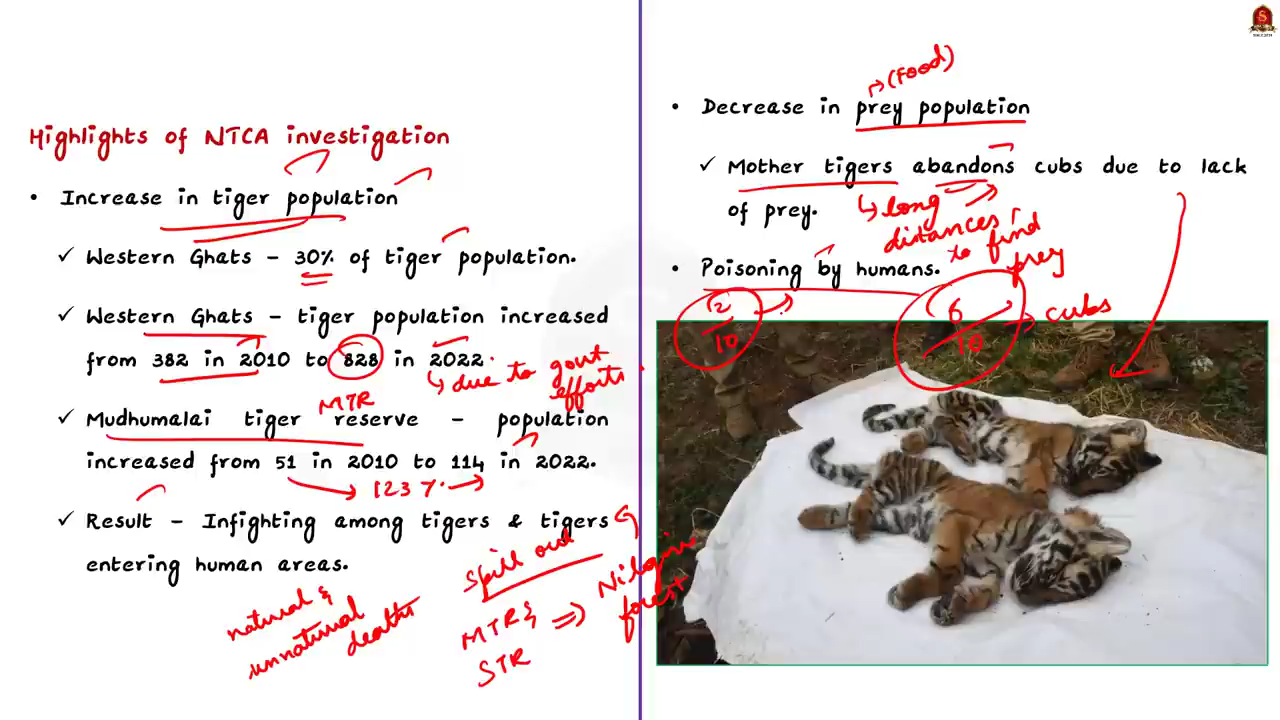 Highlights of NTCA investigation
• Increase in tiger population
✓ Western Ghats - 30% of tiger population.
✓ Western Ghats - tiger population increased
from 382 in 2010 to 828 in 2022.
↳ due to govt
efforts.
MTR
✓ Mudhumalai tiger reserve - population
increased from 51 in 2010 to 114 in 2022.
→ 123 % →
✓ Result - Infighting among tigers & tigers
entering human areas.
natural &
unnatural
deaths
Spill out
MTR &
STR
⇒ Nilgiris
forest
S
→ (food)
• Decrease in prey population
✓ Mother tigers abandons cubs due to lack
of prey.
↳ long
distances
to find
prey
• Poisoning by humans.
2/10 →
6/10 → cubs